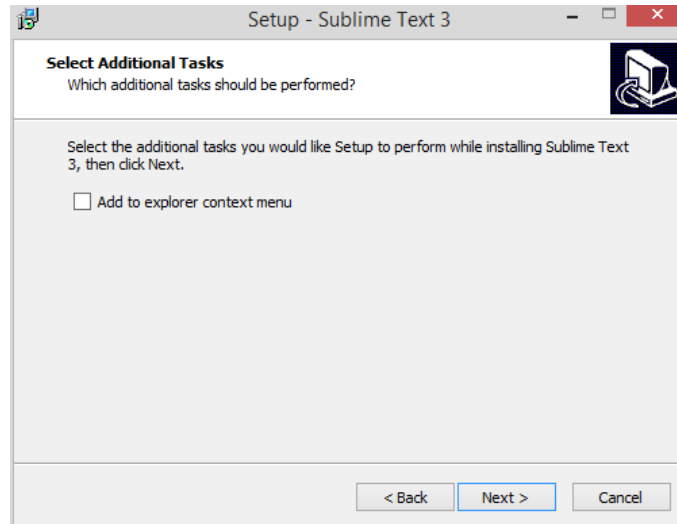 Setup - Sublime Text 3
Select Additional Tasks
Which additional tasks should be performed?
Select the additional tasks you would like Setup to perform while installing Sublime Text
3, then click Next.
Add to explorer context menu
< Back
Next >
Cancel